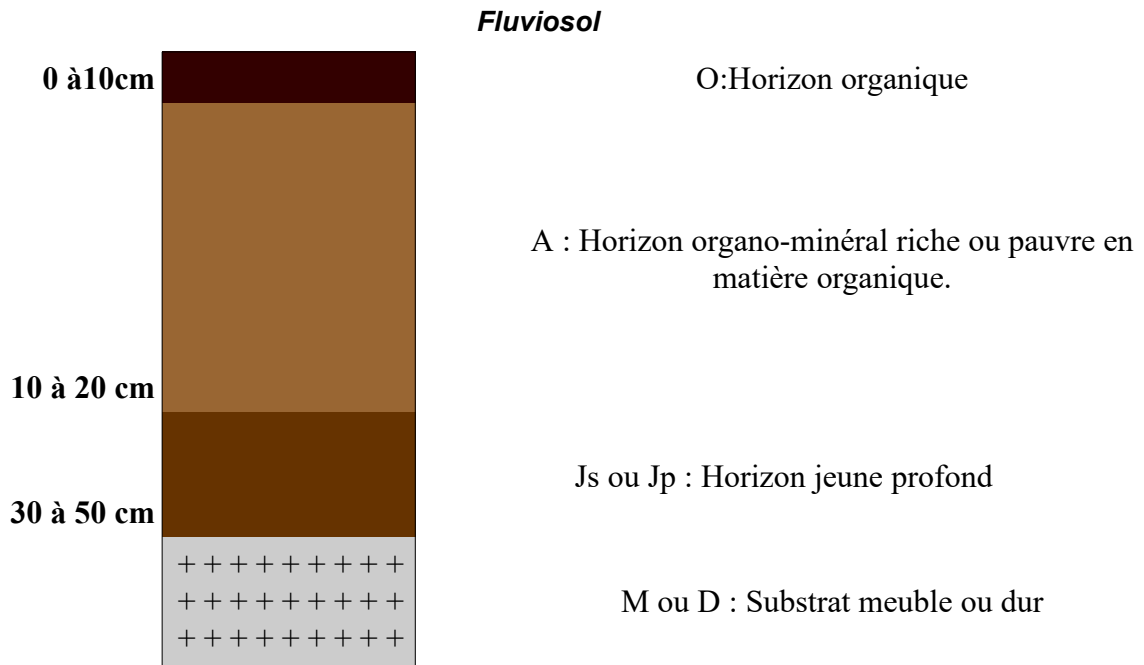 Fluviosol
0 à10cm
O:Horizon organique
A : Horizon organo-minéral riche ou pauvre en
matière organique.
10 à 20 cm
Js ou Jp : Horizon jeune profond
30 à 50 cm
+ + + + + + + + +
+ + + + + + + + +
+ + + + + + + + +
M ou D : Substrat meuble ou dur